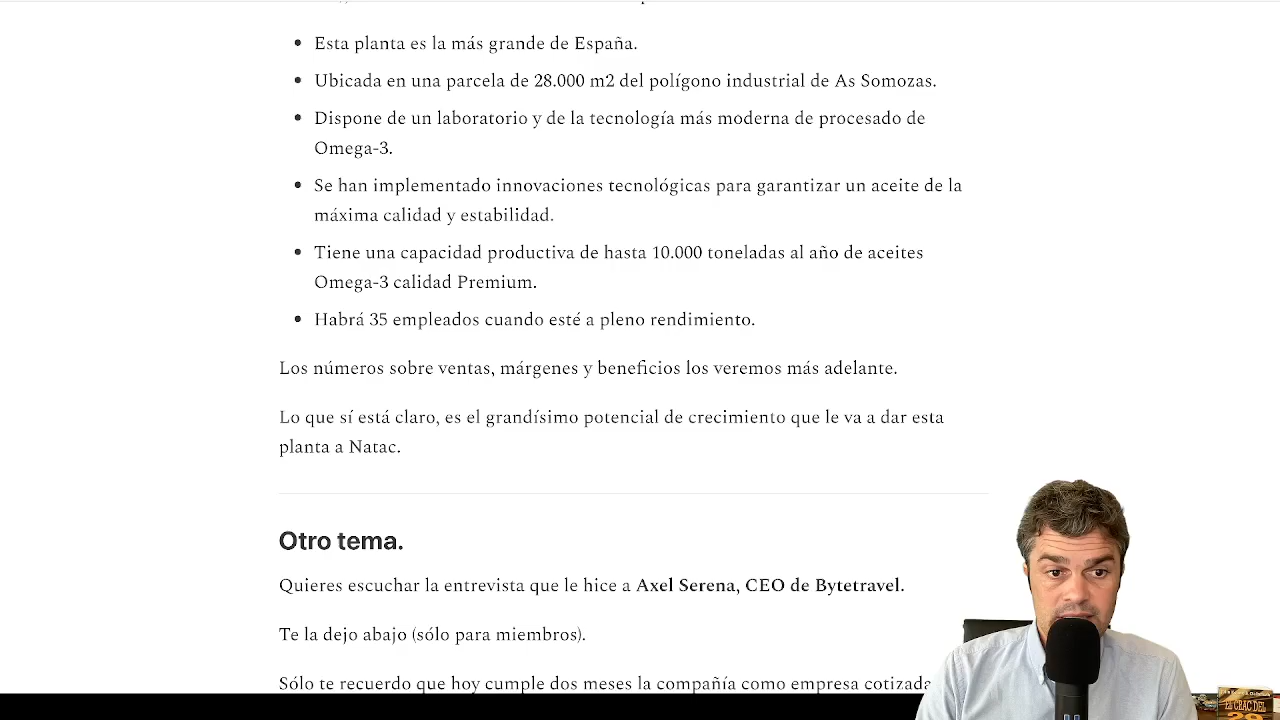 Esta planta es la más grande de España.
Ubicada en una parcela de 28.000 m2 del polígono industrial de As Somozas.
Dispone de un laboratorio y de la tecnología más moderna de procesado de
Omega-3.
Se han implementado innovaciones tecnológicas para garantizar un aceite de la
máxima calidad y estabilidad.
Tiene una capacidad productiva de hasta 10.000 toneladas al año de aceites
Omega-3 calidad Premium.
Habrá 35 empleados cuando esté a pleno rendimiento.
Los números sobre ventas, márgenes y beneficios los veremos más adelante.
Lo que sí está claro, es el grandísimo potencial de crecimiento que le va a dar esta
planta a Natac.
Otro tema.
Quieres escuchar la entrevista que le hice a Axel Serena, CEO de Bytetravel.
Te la dejo abajo (sólo para miembros).
Sólo te recuerdo que hoy cumple dos meses la compañía como empresa cotizada
EL CRAC DEL